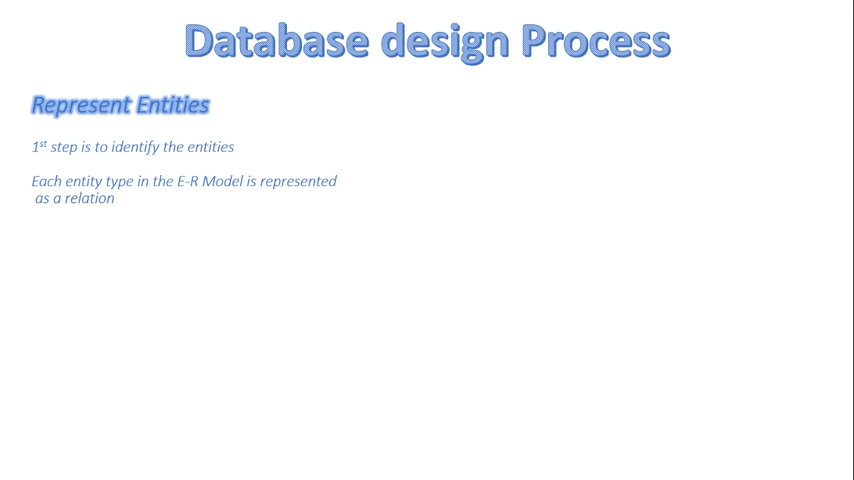 Database design Process
Represent Entities
1st step is to identify the entities
Each entity type in the E-R Model is represented
as a relation